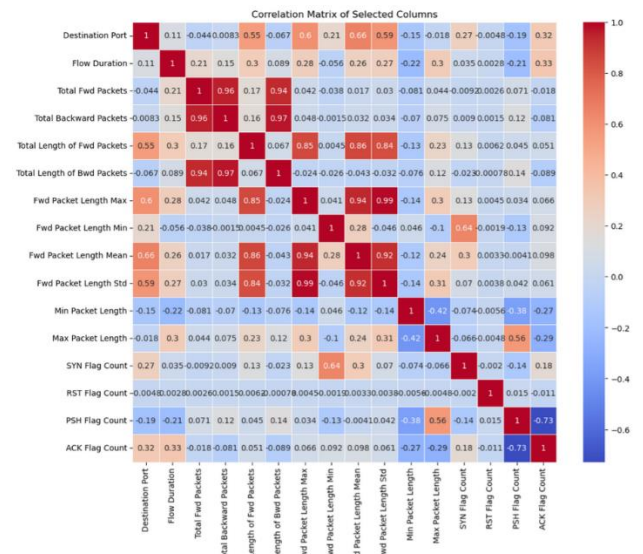 Correlation Matrix of Selected Columns
Destination Port 1 0.11 -0.044 0.0083 0.55 -0.067 0.6 0.21 0.66 0.59 -0.15 -0.018 0.27 -0.0048 -0.19 0.32
Flow Duration 0.11 1 0.21 0.15 0.3 0.089 0.28 -0.056 0.26 0.27 -0.22 0.3 0.035 0.0028 -0.21 0.33
Total Fwd Packets -0.044 0.21 1 0.96 0.17 0.94 0.042 -0.038 0.017 0.03 -0.081 0.044 -0.0092 0.0026 0.071 -0.018
Total Backward Packets 0.0083 0.15 0.96 1 0.16 0.97 0.048 -0.0015 0.032 0.034 -0.07 0.075 0.009 0.0015 0.12 -0.081
Total Length of Fwd Packets 0.55 0.3 0.17 0.16 1 0.067 0.85 0.0045 0.86 0.84 -0.13 0.23 0.13 0.0062 0.045 0.051
Total Length of Bwd Packets -0.067 0.089 0.94 0.97 0.067 1 -0.024 -0.026 -0.043 -0.032 -0.076 0.12 -0.023 0.00078 0.14 -0.089
Fwd Packet Length Max 0.6 0.28 0.042 0.048 0.85 -0.024 1 0.041 0.94 0.99 -0.14 0.3 0.13 0.0045 0.034 0.066
Fwd Packet Length Min 0.21 -0.056 -0.038 0.0015 0.0045 -0.026 0.041 1 0.28 -0.046 0.046 -0.1 0.64 0.0019 -0.13 0.092
Fwd Packet Length Mean 0.66 0.26 0.017 0.032 0.86 -0.043 0.94 0.28 1 0.92 -0.12 0.24 0.3 0.0033 0.0041 0.098
Fwd Packet Length Std 0.59 0.27 0.03 0.034 0.84 -0.032 0.99 -0.046 0.92 1 -0.14 0.31 0.07 0.0038 0.042 0.061
Min Packet Length -0.15 -0.22 -0.081 -0.07 -0.13 -0.076 -0.14 0.046 -0.12 -0.14 1 -0.42 -0.074 0.0056 -0.38 -0.27
Max Packet Length -0.018 0.3 0.044 0.075 0.23 0.12 0.3 -0.1 0.24 0.31 -0.42 1 -0.066 0.0048 0.56 -0.29
SYN Flag Count 0.27 0.035 -0.0092 0.009 0.13 -0.023 0.13 0.64 0.3 0.07 -0.074 -0.066 1 -0.002 -0.14 0.18
RST Flag Count -0.0048 0.0028 0.0026 0.0015 0.0062 0.00078 0.0045 0.0019 0.0033 0.0038 0.0056 0.0048 -0.002 1 0.015 -0.011
PSH Flag Count -0.19 -0.21 0.071 0.12 0.045 0.14 0.034 -0.13 -0.0041 0.042 -0.38 0.56 -0.14 0.015 1 -0.73
ACK Flag Count 0.32 0.33 -0.018 -0.081 0.051 -0.089 0.066 0.092 0.098 0.061 -0.27 -0.29 0.18 -0.011 -0.73 1
Destination Port
Flow Duration
Total Fwd Packets
tal Backward Packets
ength of Fwd Packets
ength of Bwd Packets
wd Packet Length Max
wd Packet Length Min
d Packet Length Mean
wd Packet Length Std
Min Packet Length
Max Packet Length
SYN Flag Count
RST Flag Count
PSH Flag Count
ACK Flag Count
1.0
0.8
0.6
0.4
0.2
0.0
-0.2
-0.4
-0.6